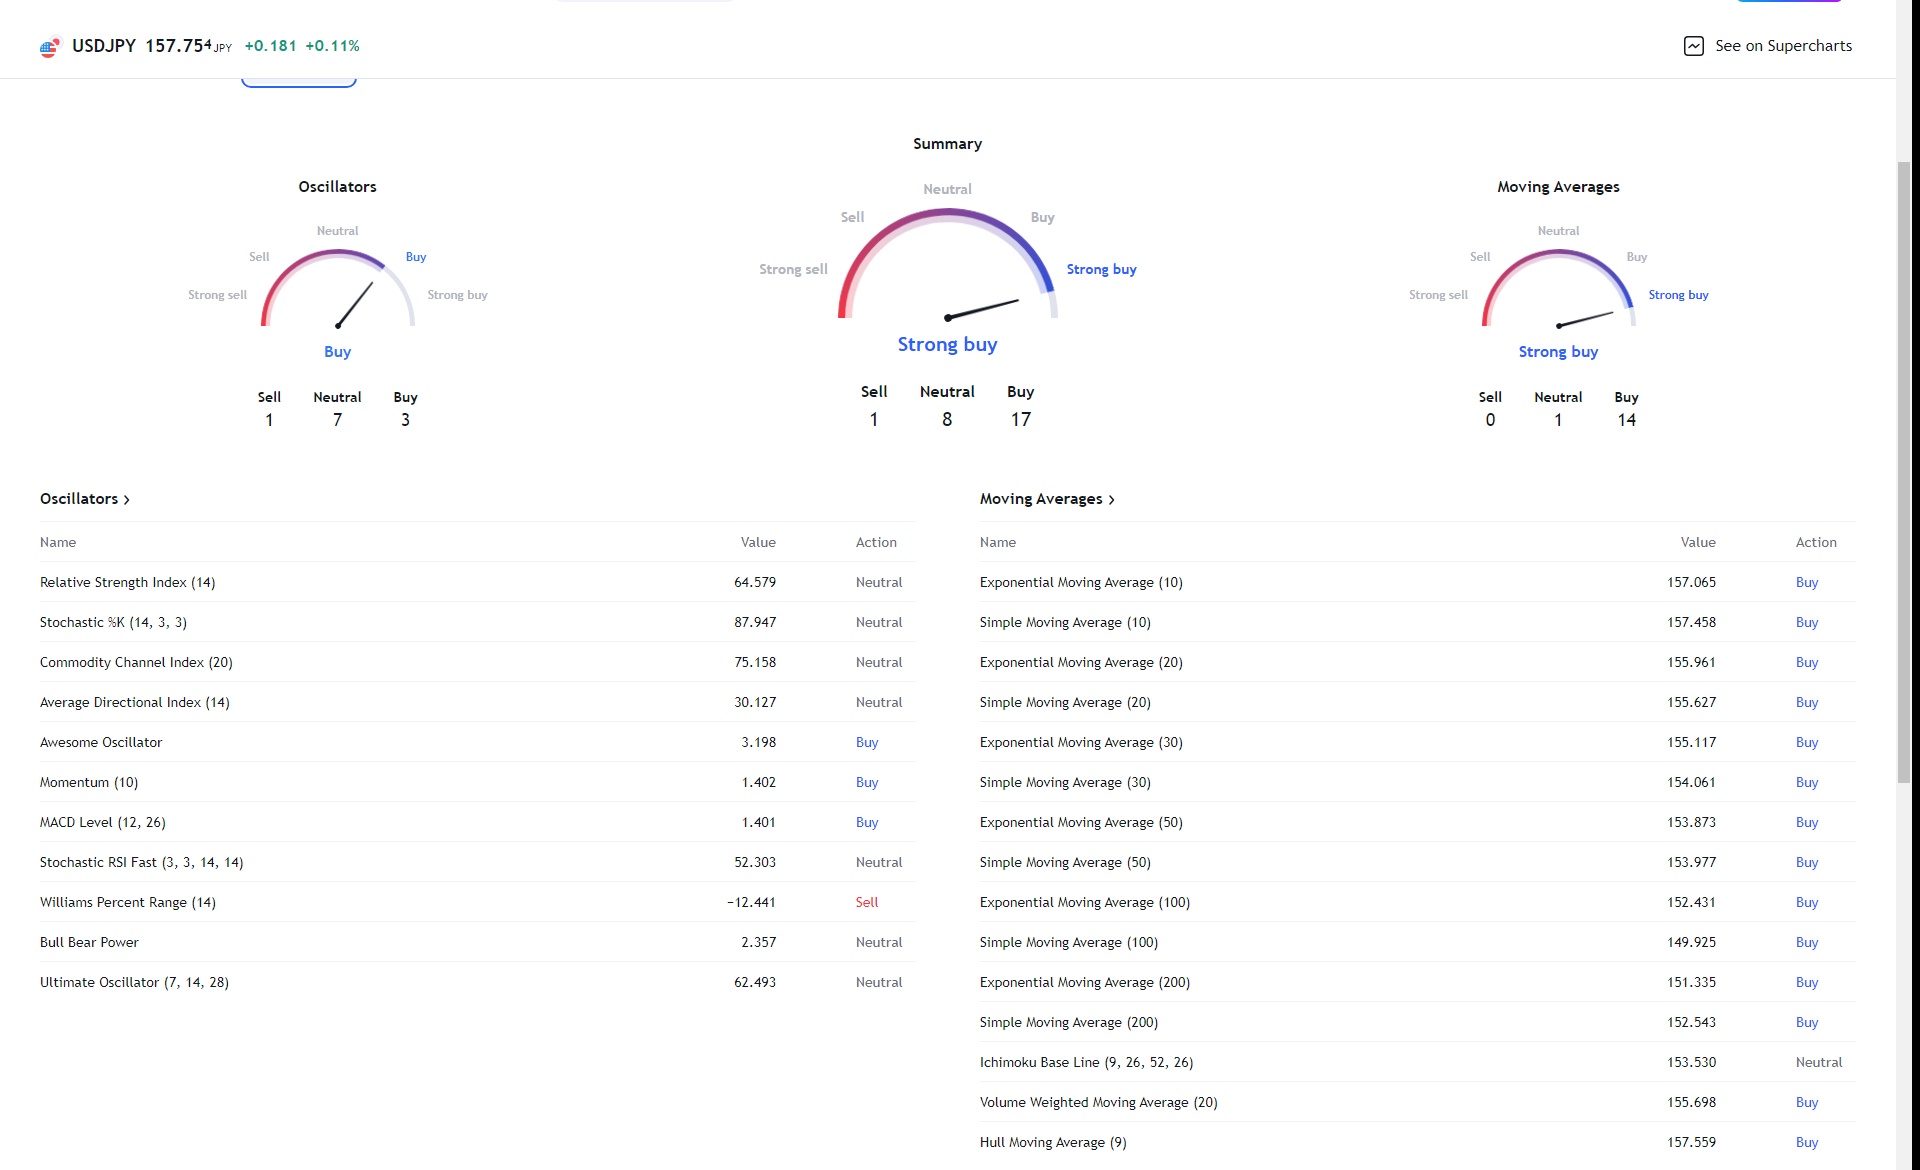 USDJPY 157.754 JPY +0.181 +0.11%
See on Supercharts
Oscillators
Neutral
Sell
Buy
Strong sell
Strong buy
Buy
Sell Neutral Buy
1 7 3
Summary
Neutral
Sell
Buy
Strong sell
Strong buy
Strong buy
Sell Neutral Buy
1 8 17
Moving Averages
Neutral
Sell
Buy
Strong sell
Strong buy
Strong buy
Sell Neutral Buy
0 1 14
Oscillators >
Name Value Action
Relative Strength Index (14) 64.579 Neutral
Stochastic %K (14, 3, 3) 87.947 Neutral
Commodity Channel Index (20) 75.158 Neutral
Average Directional Index (14) 30.127 Neutral
Awesome Oscillator 3.198 Buy
Momentum (10) 1.402 Buy
MACD Level (12, 26) 1.401 Buy
Stochastic RSI Fast (3, 3, 14, 14) 52.303 Neutral
Williams Percent Range (14) −12.441 Sell
Bull Bear Power 2.357 Neutral
Ultimate Oscillator (7, 14, 28) 62.493 Neutral
Moving Averages >
Name Value Action
Exponential Moving Average (10) 157.065 Buy
Simple Moving Average (10) 157.458 Buy
Exponential Moving Average (20) 155.961 Buy
Simple Moving Average (20) 155.627 Buy
Exponential Moving Average (30) 155.117 Buy
Simple Moving Average (30) 154.061 Buy
Exponential Moving Average (50) 153.873 Buy
Simple Moving Average (50) 153.977 Buy
Exponential Moving Average (100) 152.431 Buy
Simple Moving Average (100) 149.925 Buy
Exponential Moving Average (200) 151.335 Buy
Simple Moving Average (200) 152.543 Buy
Ichimoku Base Line (9, 26, 52, 26) 153.530 Neutral
Volume Weighted Moving Average (20) 155.698 Buy
Hull Moving Average (9) 157.559 Buy